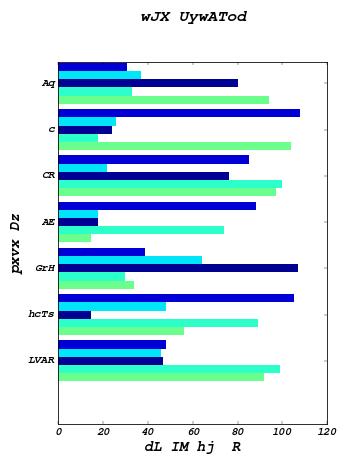 wJX UywATod
Aq
c
CR
AE
GrH
hcTs
LVAR
pxvx Dz
0 20 40 60 80 100 120
dL IM hj R